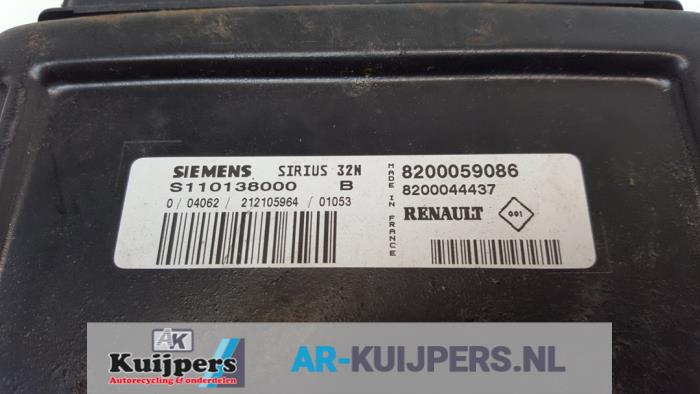 SIEMENS SIRIUS 32N
S110138000 B
0 / 04062 / 212105964 / 01053
MADE IN FRANCE
8200059086
8200044437
RENAULT 001
AK
Kuijpers
Autorecycling & onderdelen
AR-KUIJPERS.NL